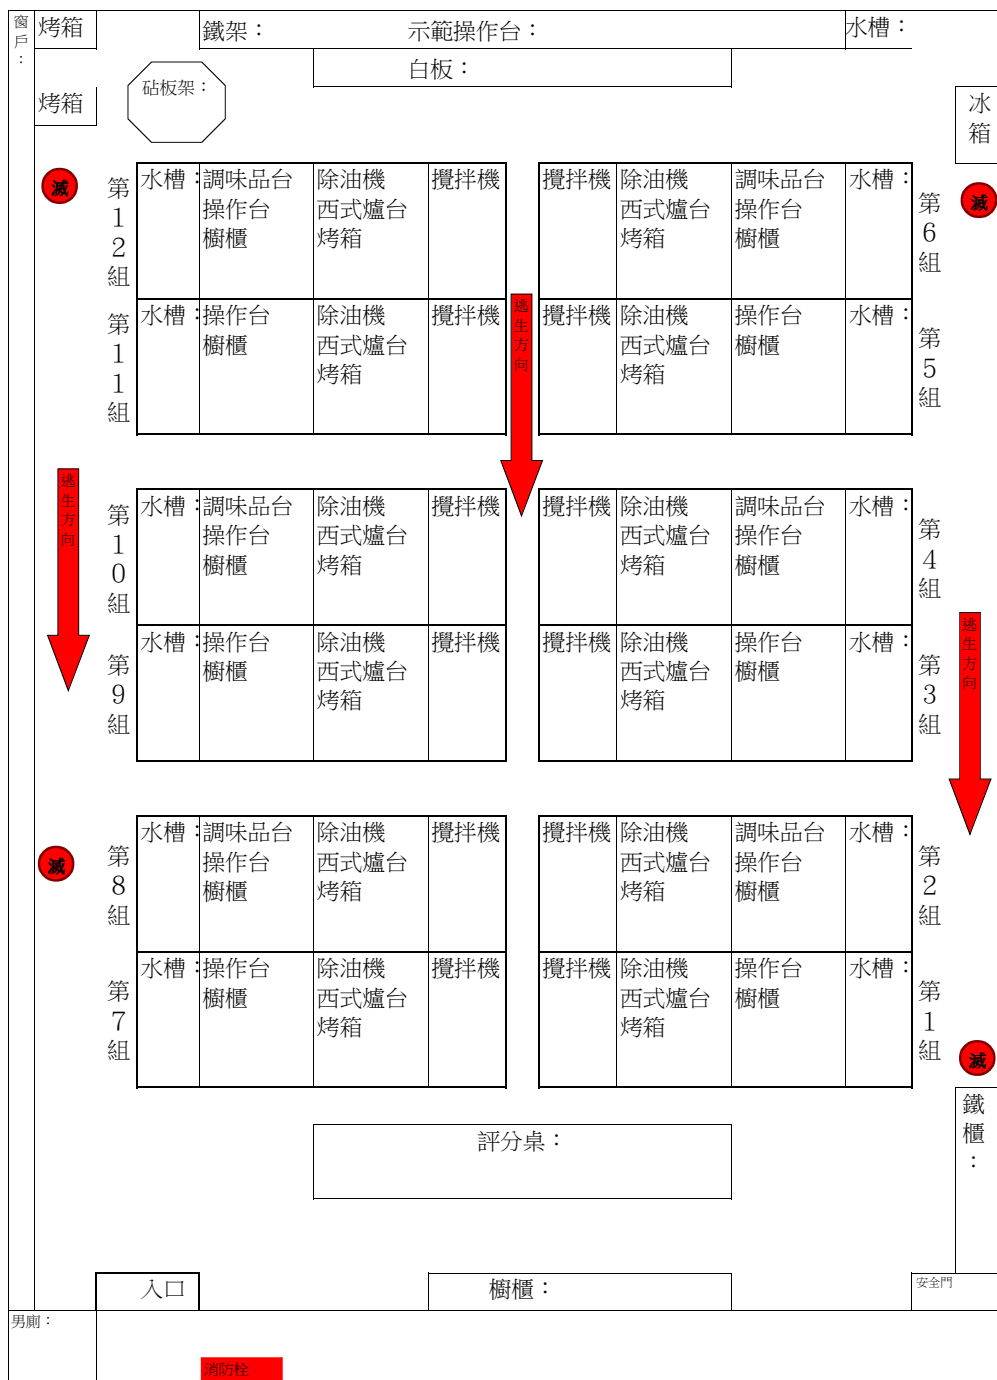 窗戶：
烤箱
鐵架：
示範操作台：
水槽：
白板：
砧板架：
烤箱
冰箱
滅
第12組
水槽：
調味品台
操作台
櫥櫃
除油機
西式爐台
烤箱
攪拌機
攪拌機
除油機
西式爐台
烤箱
調味品台
操作台
櫥櫃
水槽：
第6組
滅
第11組
水槽：
操作台
櫥櫃
除油機
西式爐台
烤箱
攪拌機
逃生方向
攪拌機
除油機
西式爐台
烤箱
操作台
櫥櫃
水槽：
第5組
逃生方向
第10組
水槽：
調味品台
操作台
櫥櫃
除油機
西式爐台
烤箱
攪拌機
攪拌機
除油機
西式爐台
烤箱
調味品台
操作台
櫥櫃
水槽：
第4組
第9組
水槽：
操作台
櫥櫃
除油機
西式爐台
烤箱
攪拌機
攪拌機
除油機
西式爐台
烤箱
操作台
櫥櫃
水槽：
第3組
逃生方向
滅
第8組
水槽：
調味品台
操作台
櫥櫃
除油機
西式爐台
烤箱
攪拌機
攪拌機
除油機
西式爐台
烤箱
調味品台
操作台
櫥櫃
水槽：
第2組
第7組
水槽：
操作台
櫥櫃
除油機
西式爐台
烤箱
攪拌機
攪拌機
除油機
西式爐台
烤箱
操作台
櫥櫃
水槽：
第1組
滅
鐵櫃：
評分桌：
入口
櫥櫃：
安全門
男廁：
消防栓